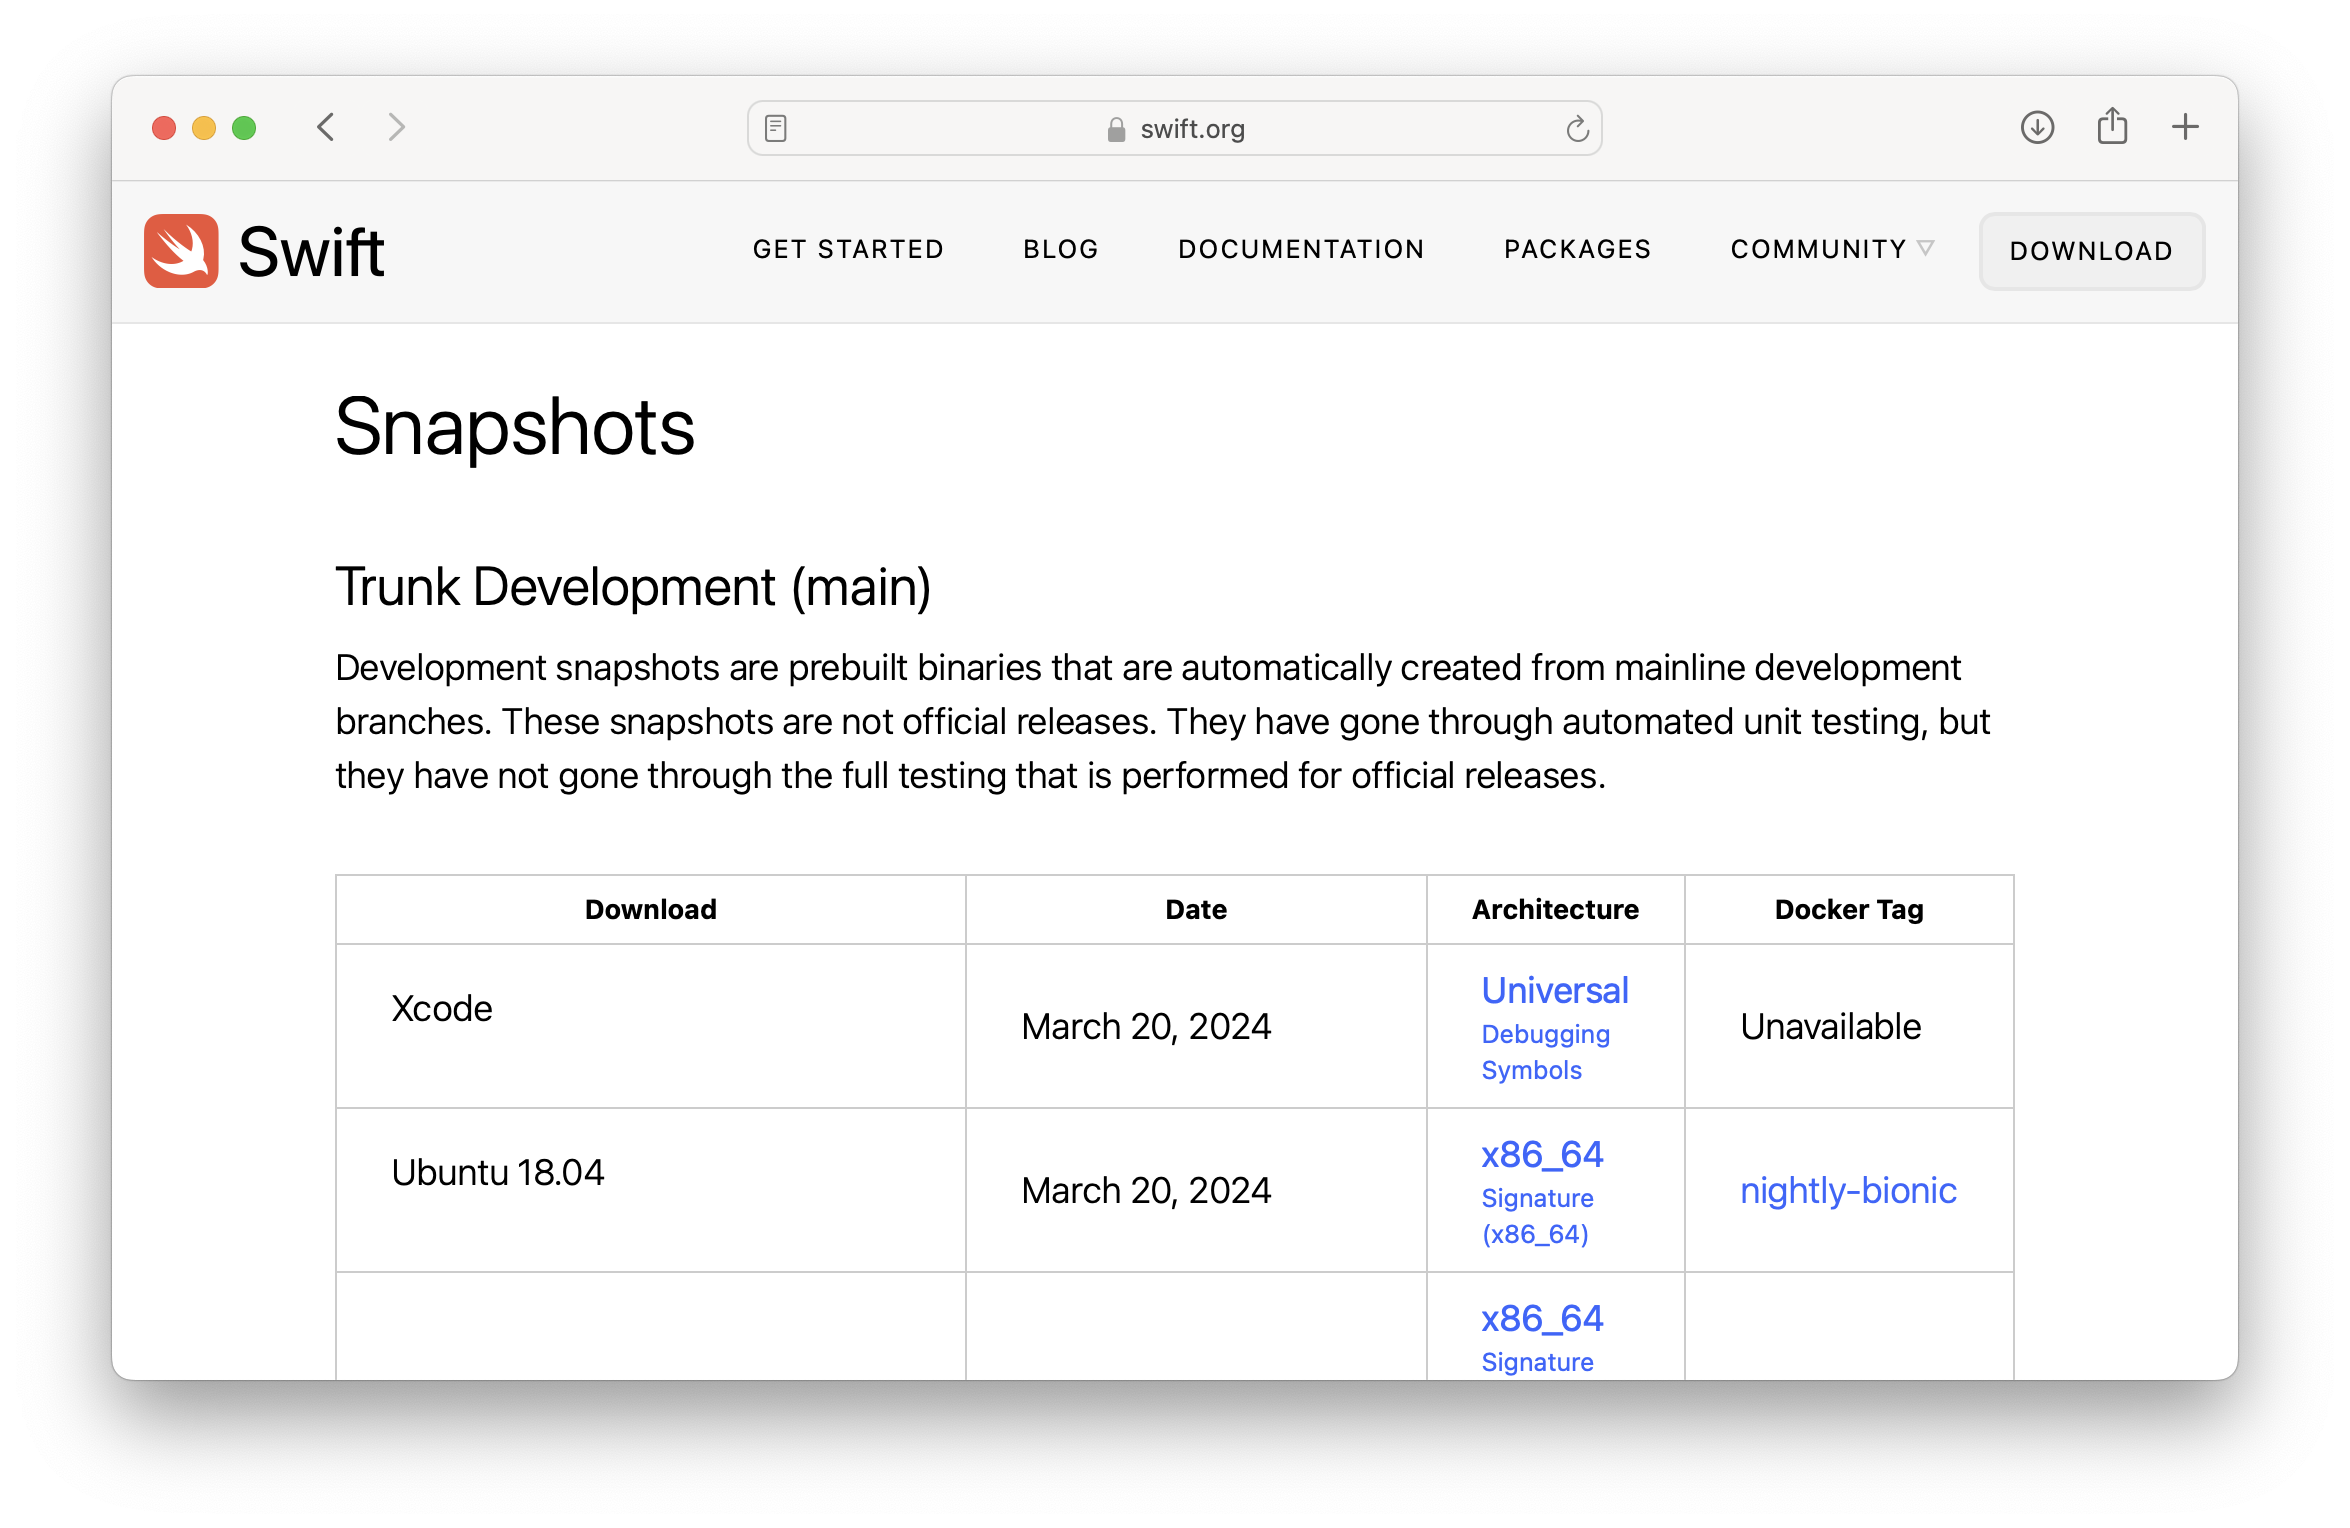 swift.org
Swift
GET STARTED
BLOG
DOCUMENTATION
PACKAGES
COMMUNITY
DOWNLOAD
Snapshots
Trunk Development (main)
Development snapshots are prebuilt binaries that are automatically created from mainline development
branches. These snapshots are not official releases. They have gone through automated unit testing, but
they have not gone through the full testing that is performed for official releases.
Download
Date
Architecture
Docker Tag
Xcode
March 20, 2024
Universal
Debugging
Symbols
Unavailable
Ubuntu 18.04
March 20, 2024
x86_64
Signature
(x86_64)
nightly-bionic
x86_64
Signature